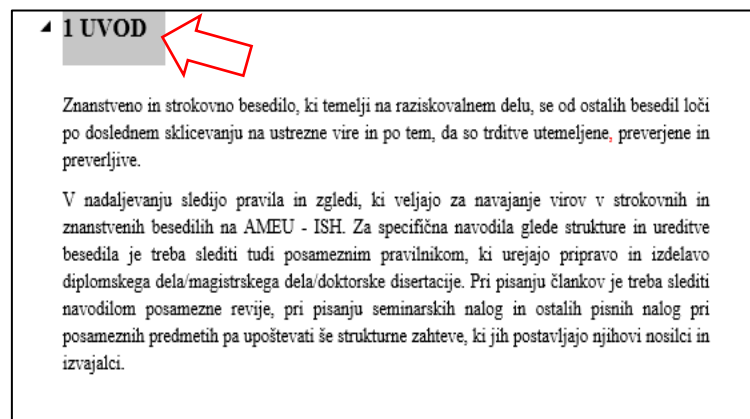 1 UVOD
Znanstveno in strokovno besedilo, ki temelji na raziskovalnem delu, se od ostalih besedil loči
po doslednem sklicevanju na ustrezne vire in po tem, da so trditve utemeljene, preverjene in
preverljive.
V nadaljevanju sledijo pravila in zgledi, ki veljajo za navajanje virov v strokovnih in
znanstvenih besedilih na AMEU - ISH. Za specifična navodila glede strukture in ureditve
besedila je treba slediti tudi posameznim pravilnikom, ki urejajo pripravo in izdelavo
diplomskega dela/magistrskega dela/doktorske disertacije. Pri pisanju člankov je treba slediti
navodilom posamezne revije, pri pisanju seminarskih nalog in ostalih pisnih nalog pri
posameznih predmetih pa upoštevati še strukturne zahteve, ki jih postavljajo njihovi nosilci in
izvajalci.